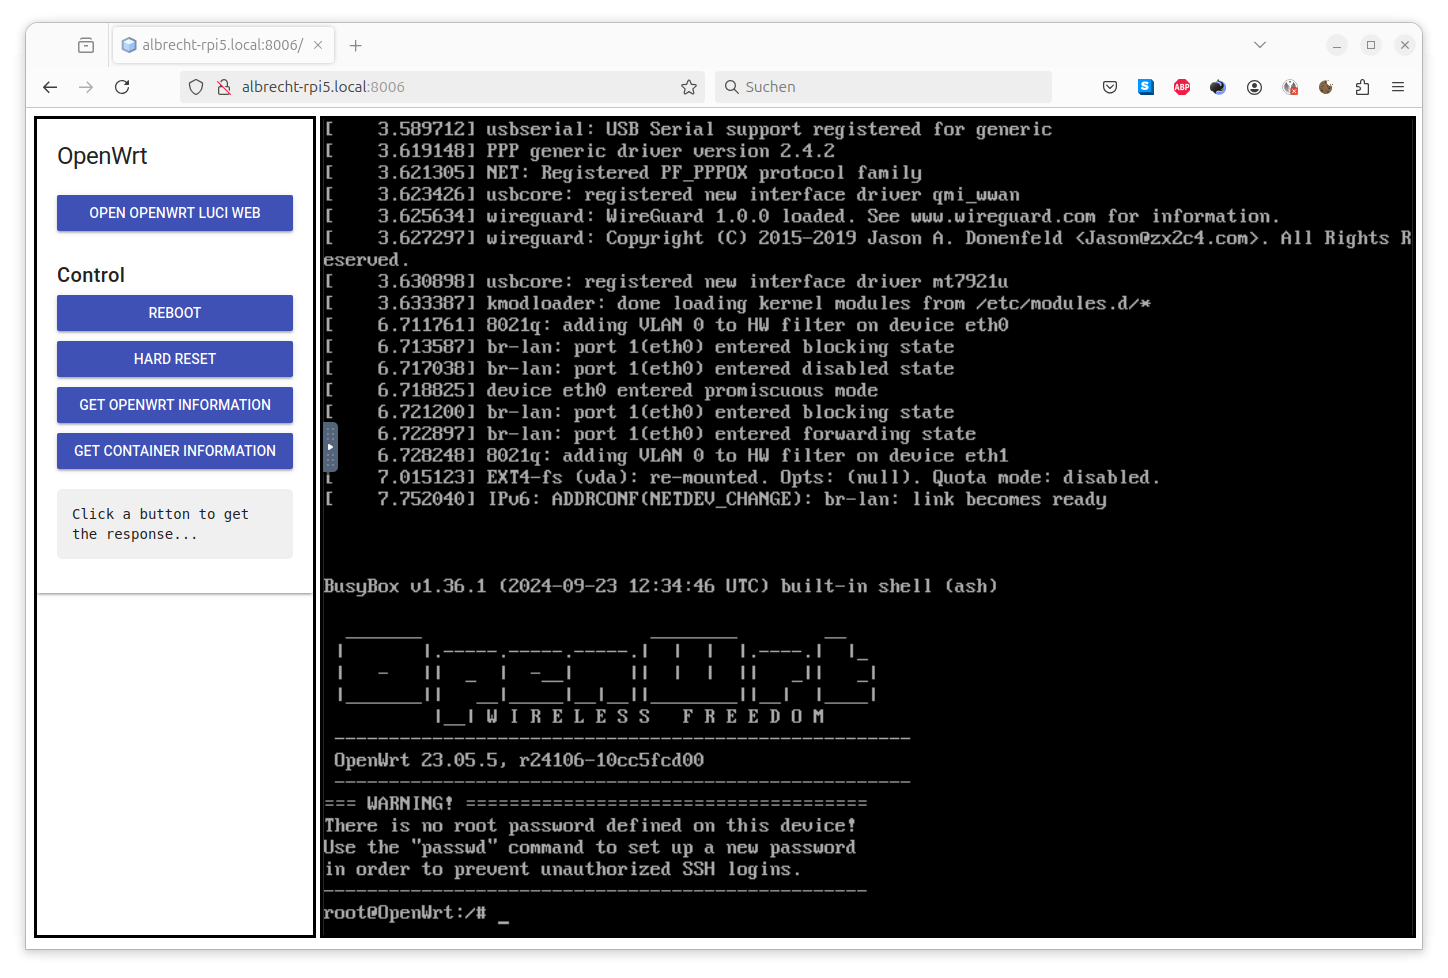 albrecht-rpi5.local:8006/
albrecht-rpi5.local:8006
Suchen
OpenWrt
OPEN OPENWRT LUCI WEB
Control
REBOOT
HARD RESET
GET OPENWRT INFORMATION
GET CONTAINER INFORMATION
Click a button to get
the response...
[    3.589712] usbserial: USB Serial support registered for generic
[    3.619148] PPP generic driver version 2.4.2
[    3.621305] NET: Registered PF_PPPOX protocol family
[    3.623426] usbcore: registered new interface driver qmi_wwan
[    3.625634] wireguard: WireGuard 1.0.0 loaded. See www.wireguard.com for information.
[    3.627297] wireguard: Copyright (C) 2015-2019 Jason A. Donenfeld <Jason@zx2c4.com>. All Rights R
eserved.
[    3.630898] usbcore: registered new interface driver mt7921u
[    3.633387] kmodloader: done loading kernel modules from /etc/modules.d/*
[    6.711761] 8021q: adding VLAN 0 to HW filter on device eth0
[    6.713587] br-lan: port 1(eth0) entered blocking state
[    6.717038] br-lan: port 1(eth0) entered disabled state
[    6.718825] device eth0 entered promiscuous mode
[    6.721200] br-lan: port 1(eth0) entered blocking state
[    6.722897] br-lan: port 1(eth0) entered forwarding state
[    6.728248] 8021q: adding VLAN 0 to HW filter on device eth1
[    7.015123] EXT4-fs (vda): re-mounted. Opts: (null). Quota mode: disabled.
[    7.752040] IPv6: ADDRCONF(NETDEV_CHANGE): br-lan: link becomes ready
BusyBox v1.36.1 (2024-09-23 12:34:46 UTC) built-in shell (ash)
OpenWrt
W I R E L E S S   F R E E D O M
-----------------------------------------------------
OpenWrt 23.05.5, r24106-10cc5fcd00
-----------------------------------------------------
=== WARNING! =====================================
There is no root password defined on this device!
Use the "passwd" command to set up a new password
in order to prevent unauthorized SSH logins.
--------------------------------------------------
root@OpenWrt:/# _
S
ABP